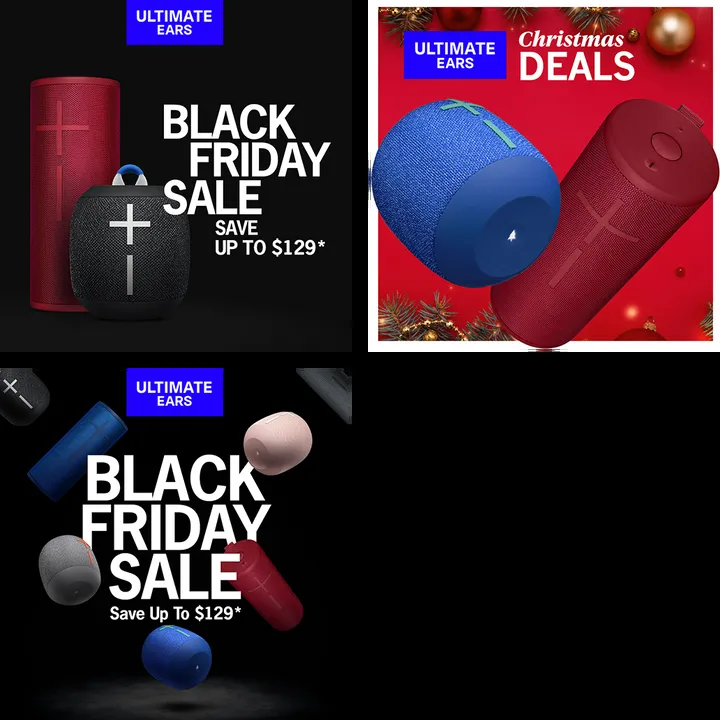 ULTIMATE
EARS
BLACK
FRIDAY
SALE
SAVE
UP TO $129*
ULTIMATE
EARS
Christmas
DEALS
ULTIMATE
EARS
BLACK
FRIDAY
SALE
Save Up To $129*